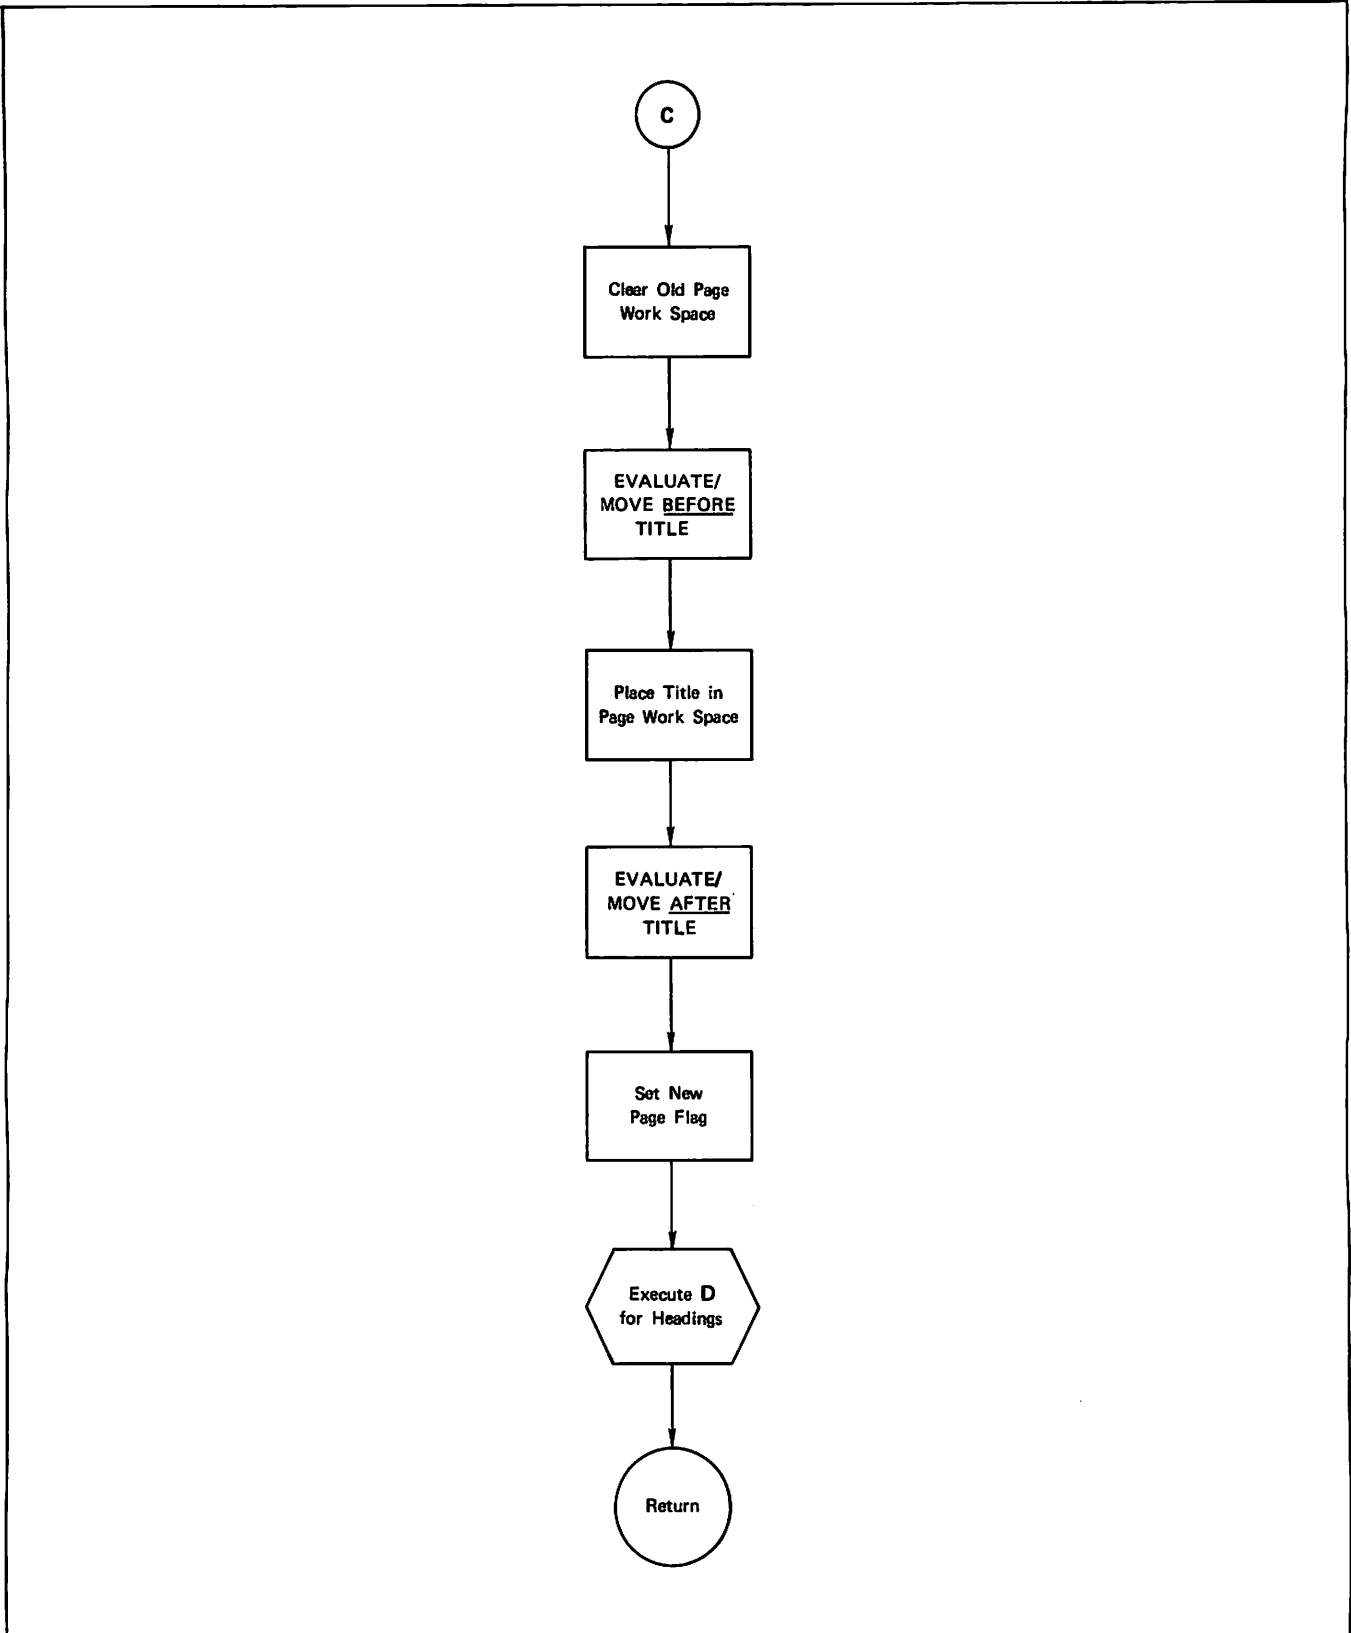 C
Clear Old Page
Work Space
EVALUATE/
MOVE BEFORE
TITLE
Place Title in
Page Work Space
EVALUATE/
MOVE AFTER
TITLE
Set New
Page Flag
Execute D
for Headings
Return